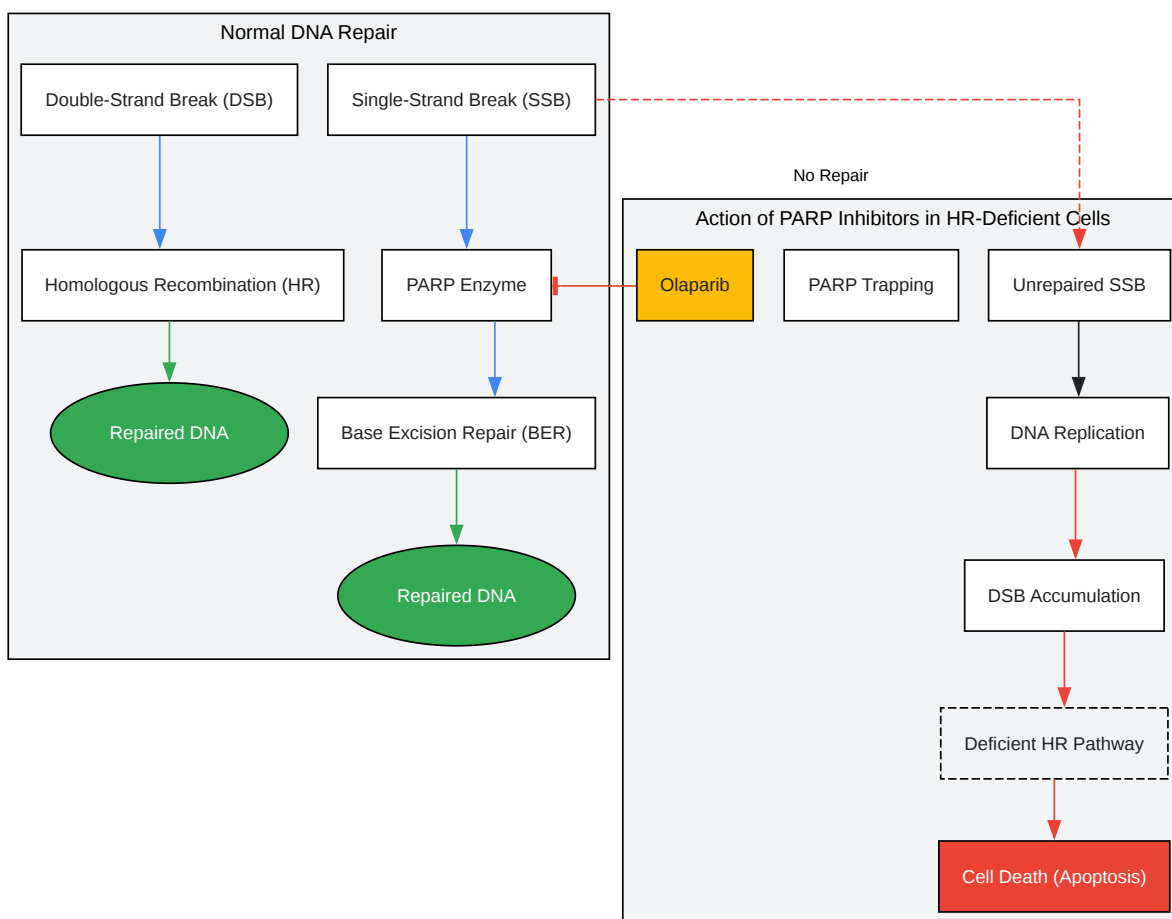 Normal DNA Repair
Double-Strand Break (DSB)
Single-Strand Break (SSB)
Homologous Recombination (HR)
PARP Enzyme
Repaired DNA
Base Excision Repair (BER)
Repaired DNA
No Repair
Action of PARP Inhibitors in HR-Deficient Cells
Olaparib
PARP Trapping
Unrepaired SSB
DNA Replication
DSB Accumulation
Deficient HR Pathway
Cell Death (Apoptosis)